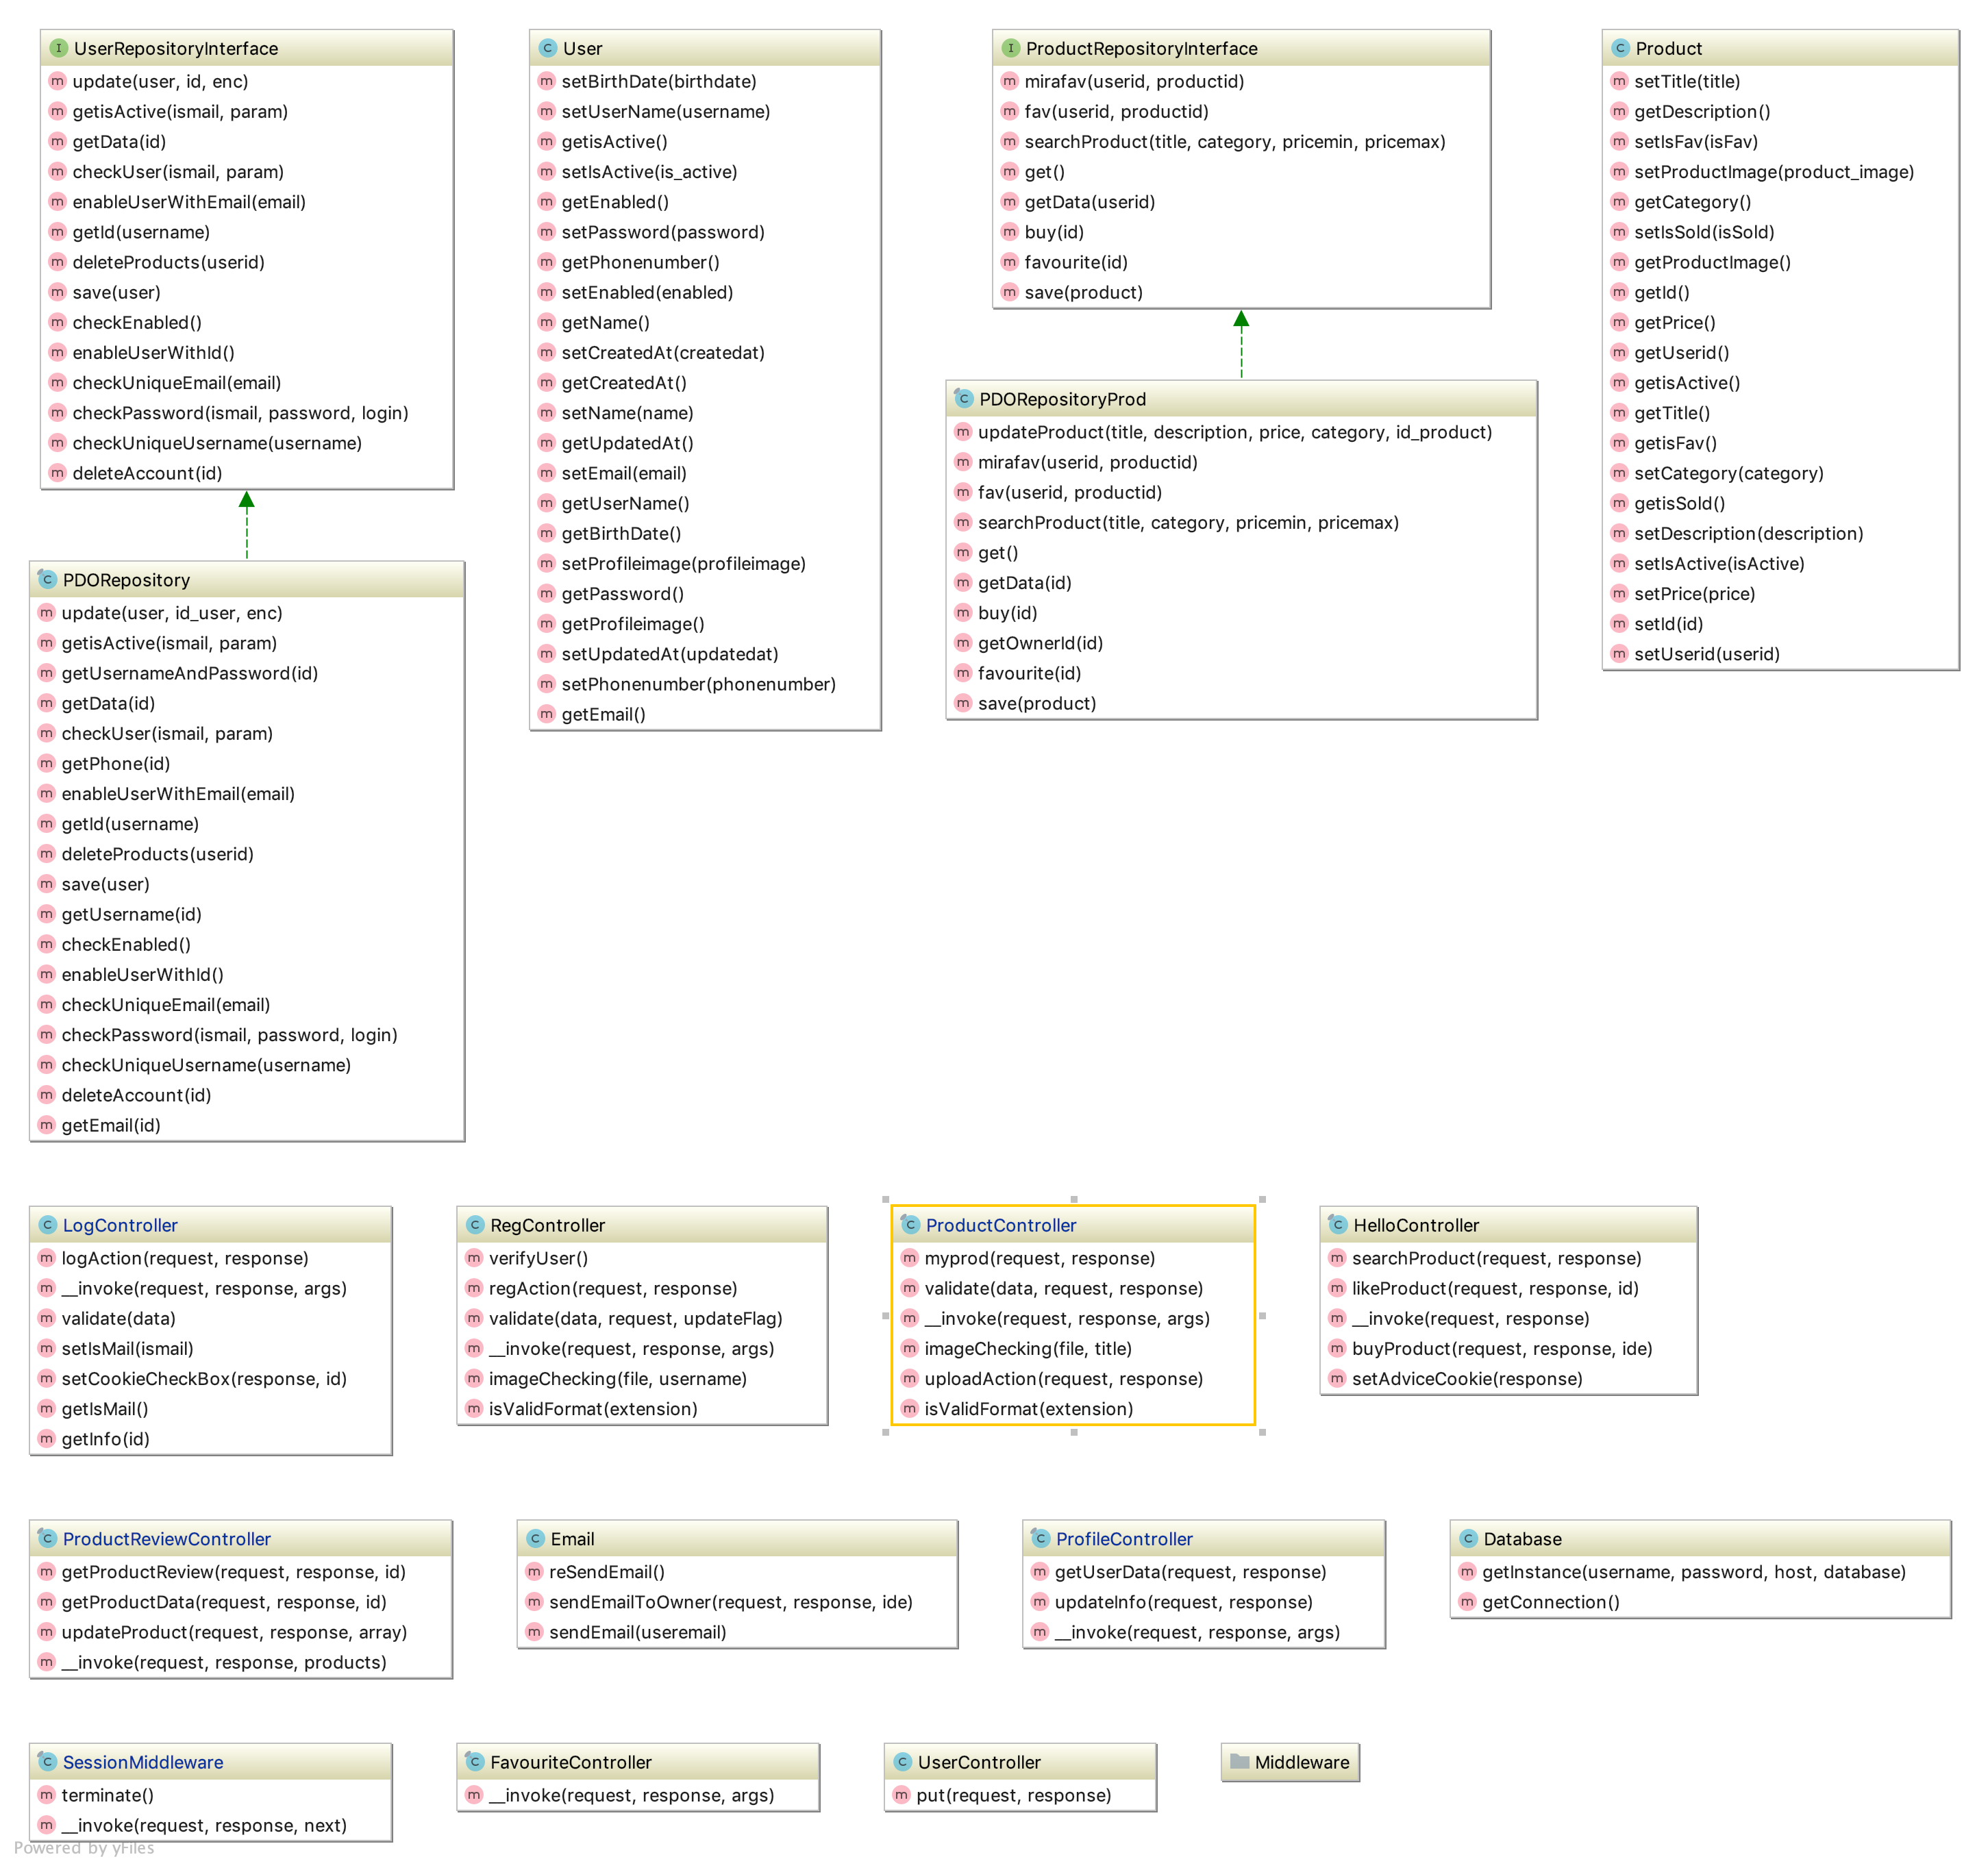 UserRepositoryInterface
update(user, id, enc)
getisActive(ismail, param)
getData(id)
checkUser(ismail, param)
enableUserWithEmail(email)
getId(username)
deleteProducts(userid)
save(user)
checkEnabled()
enableUserWithId()
checkUniqueEmail(email)
checkPassword(ismail, password, login)
checkUniqueUsername(username)
deleteAccount(id)
PDORepository
update(user, id_user, enc)
getisActive(ismail, param)
getUsernameAndPassword(id)
getData(id)
checkUser(ismail, param)
getPhone(id)
enableUserWithEmail(email)
getId(username)
deleteProducts(userid)
save(user)
getUsername(id)
checkEnabled()
enableUserWithId()
checkUniqueEmail(email)
checkPassword(ismail, password, login)
checkUniqueUsername(username)
deleteAccount(id)
getEmail(id)
User
setBirthDate(birthdate)
setUserName(username)
getisActive()
setIsActive(is_active)
getEnabled()
setPassword(password)
getPhonenumber()
setEnabled(enabled)
getName()
setCreatedAt(createdat)
getCreatedAt()
setName(name)
getUpdatedAt()
setEmail(email)
getUserName()
getBirthDate()
setProfileimage(profileimage)
getPassword()
getProfileimage()
setUpdatedAt(updatedat)
setPhonenumber(phonenumber)
getEmail()
ProductRepositoryInterface
mirafav(userid, productid)
fav(userid, productid)
searchProduct(title, category, pricemin, pricemax)
get()
getData(userid)
buy(id)
favourite(id)
save(product)
PDORepositoryProd
updateProduct(title, description, price, category, id_product)
mirafav(userid, productid)
fav(userid, productid)
searchProduct(title, category, pricemin, pricemax)
get()
getData(id)
buy(id)
getOwnerId(id)
favourite(id)
save(product)
Product
setTitle(title)
getDescription()
setIsFav(isFav)
setProductImage(product_image)
getCategory()
setIsSold(isSold)
getProductImage()
getId()
getPrice()
getUserid()
getisActive()
getTitle()
getisFav()
setCategory(category)
getisSold()
setDescription(description)
setIsActive(isActive)
setPrice(price)
setId(id)
setUserid(userid)
LogController
logAction(request, response)
__invoke(request, response, args)
validate(data)
setIsMail(ismail)
setCookieCheckBox(response, id)
getIsMail()
getInfo(id)
RegController
verifyUser()
regAction(request, response)
validate(data, request, updateFlag)
__invoke(request, response, args)
imageChecking(file, username)
isValidFormat(extension)
ProductController
myprod(request, response)
validate(data, request, response)
__invoke(request, response, args)
imageChecking(file, title)
uploadAction(request, response)
isValidFormat(extension)
HelloController
searchProduct(request, response)
likeProduct(request, response, id)
__invoke(request, response)
buyProduct(request, response, ide)
setAdviceCookie(response)
ProductReviewController
getProductReview(request, response, id)
getProductData(request, response, id)
updateProduct(request, response, array)
__invoke(request, response, products)
Email
reSendEmail()
sendEmailToOwner(request, response, ide)
sendEmail(useremail)
ProfileController
getUserData(request, response)
updateInfo(request, response)
__invoke(request, response, args)
Database
getInstance(username, password, host, database)
getConnection()
SessionMiddleware
terminate()
__invoke(request, response, next)
FavouriteController
__invoke(request, response, args)
UserController
put(request, response)
Middleware
Powered by yFiles